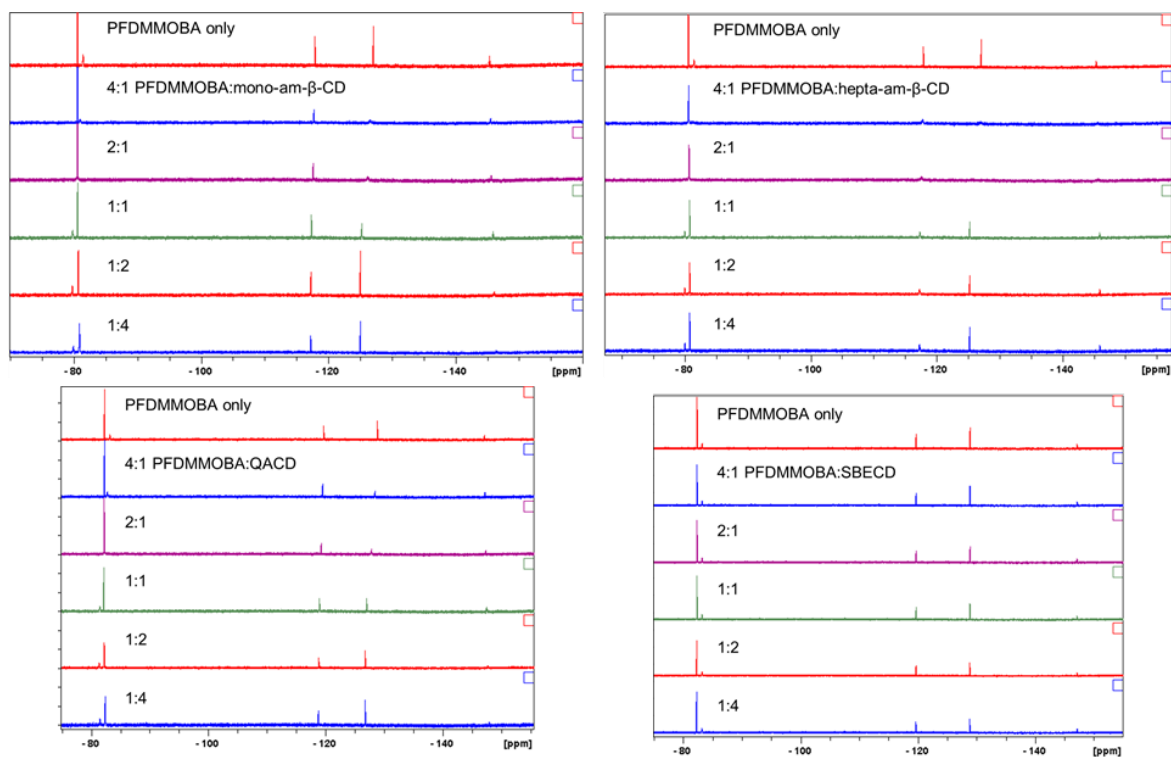 PFDMMOBA only
4:1 PFDMMOBA:mono-am-β-CD
2:1
1:1
1:2
1:4
- 80 - 100 - 120 - 140 [ppm]
PFDMMOBA only
4:1 PFDMMOBA:hepta-am-β-CD
2:1
1:1
1:2
1:4
- 80 - 100 - 120 - 140 [ppm]
PFDMMOBA only
4:1 PFDMMOBA:QACD
2:1
1:1
1:2
1:4
- 80 - 100 - 120 - 140 [ppm]
PFDMMOBA only
4:1 PFDMMOBA:SBECD
2:1
1:1
1:2
1:4
- 80 - 100 - 120 - 140 [ppm]